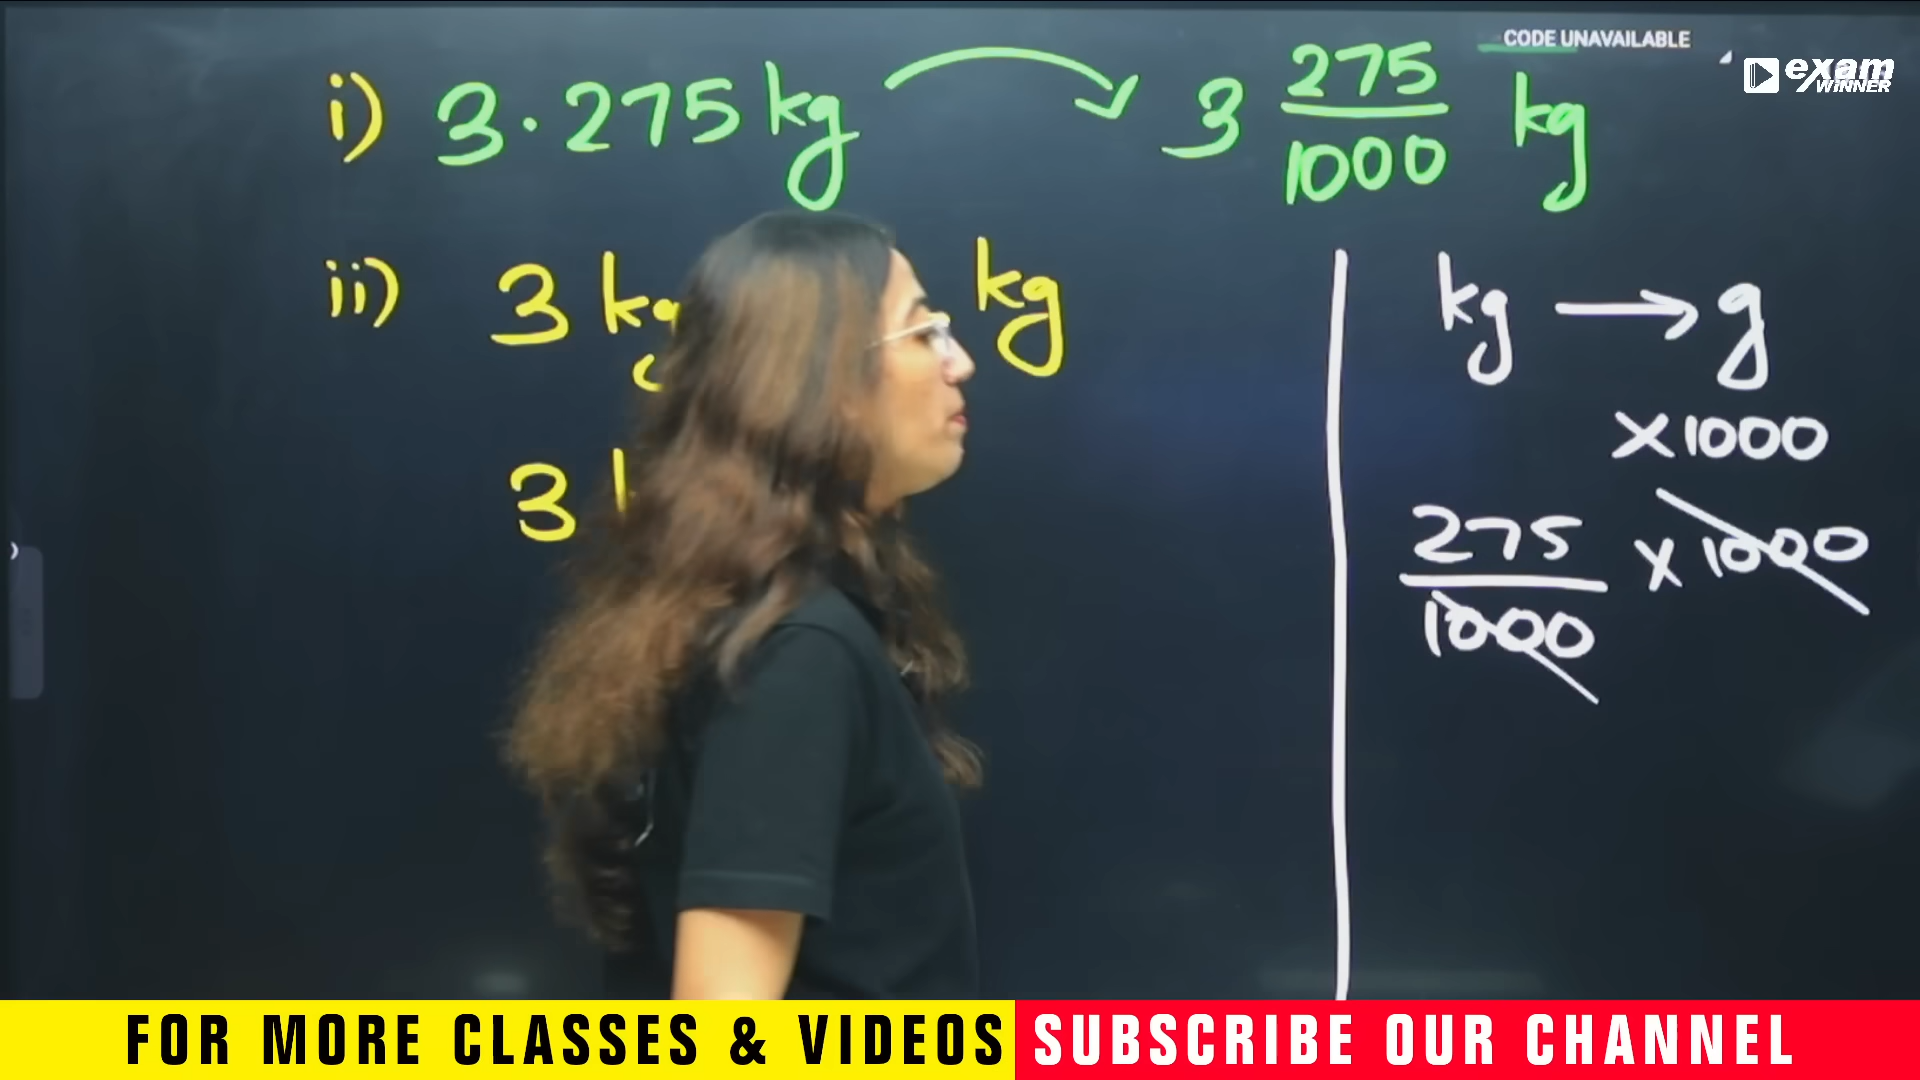 CODE UNAVAILABLE
exam WINNER
i) 3.275 kg → 3 275/1000 kg
ii) 3 kg kg
3
kg → g
×1000
275/1000 × 1000
FOR MORE CLASSES & VIDEOS SUBSCRIBE OUR CHANNEL